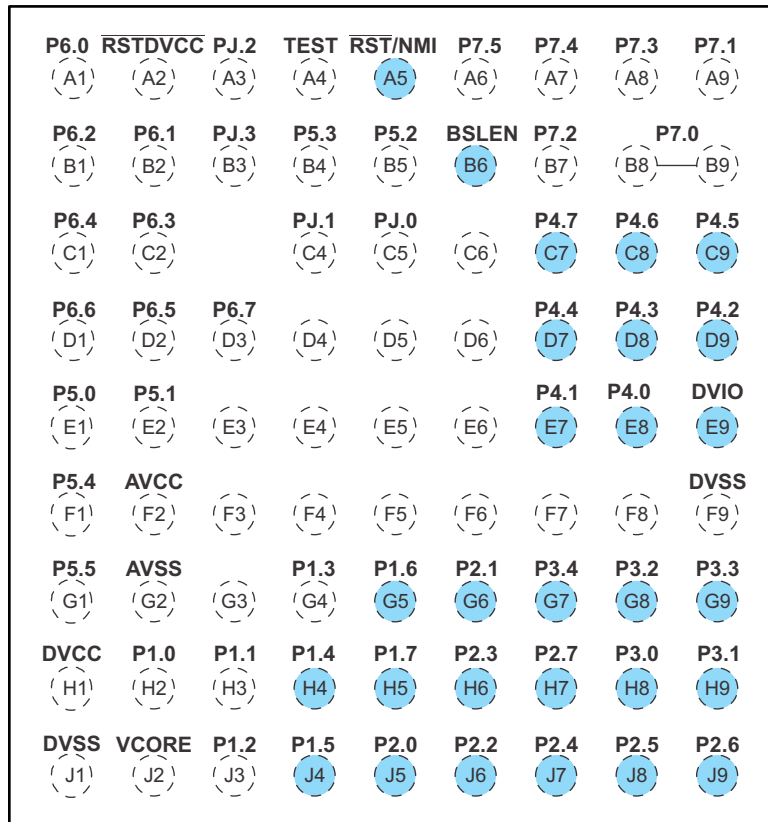 P6.0 RSTDVCC PJ.2 TEST RST/NMI P7.5 P7.4 P7.3 P7.1
A1 A2 A3 A4 A5 A6 A7 A8 A9
P6.2 P6.1 PJ.3 P5.3 P5.2 BSLEN P7.2 P7.0
B1 B2 B3 B4 B5 B6 B7 B8 B9
P6.4 P6.3 PJ.1 PJ.0 P4.7 P4.6 P4.5
C1 C2 C4 C5 C6 C7 C8 C9
P6.6 P6.5 P6.7 P4.4 P4.3 P4.2
D1 D2 D3 D4 D5 D6 D7 D8 D9
P5.0 P5.1 P4.1 P4.0 DVIO
E1 E2 E3 E4 E5 E6 E7 E8 E9
P5.4 AVCC DVSS
F1 F2 F3 F4 F5 F6 F7 F8 F9
P5.5 AVSS P1.3 P1.6 P2.1 P3.4 P3.2 P3.3
G1 G2 G3 G4 G5 G6 G7 G8 G9
DVCC P1.0 P1.1 P1.4 P1.7 P2.3 P2.7 P3.0 P3.1
H1 H2 H3 H4 H5 H6 H7 H8 H9
DVSS VCORE P1.2 P1.5 P2.0 P2.2 P2.4 P2.5 P2.6
J1 J2 J3 J4 J5 J6 J7 J8 J9